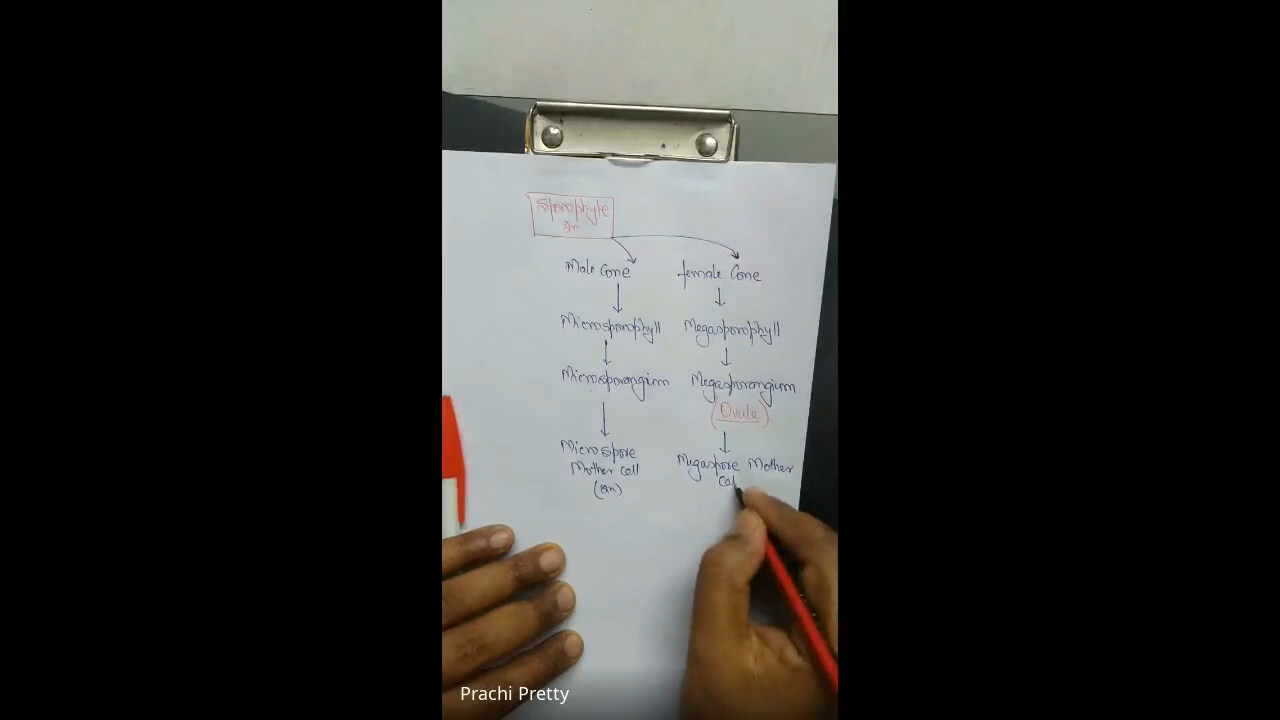 Sporophyte
2n
Male Cone
female Cone
Microsporophyll
Megasporophyll
Microsporangium
Megasporangium
(Ovule)
Microspore
Mother Cell
(2n)
Megaspore Mother
Cel
Prachi Pretty